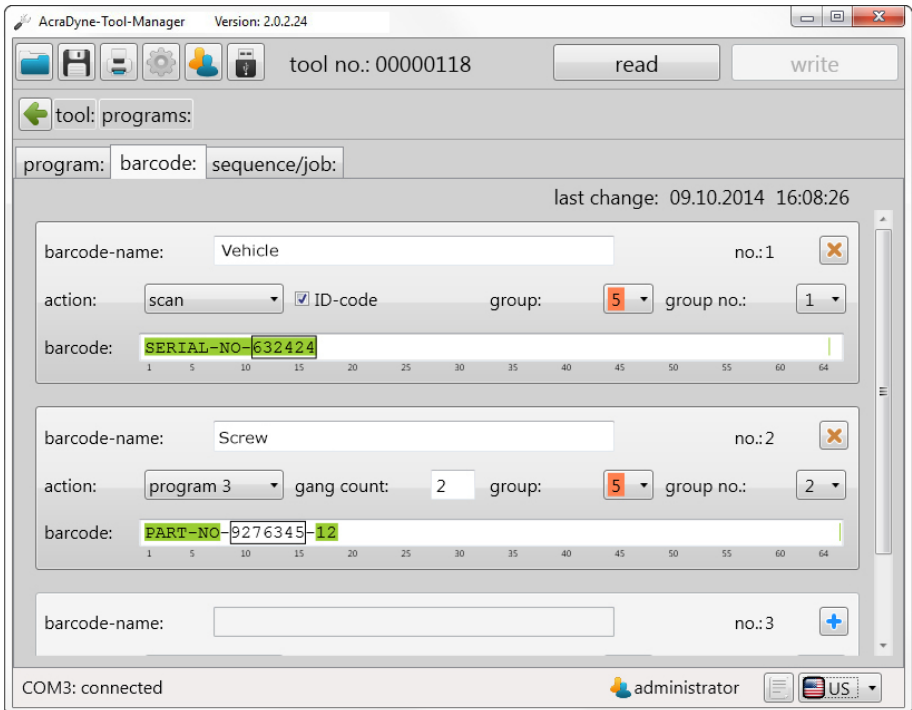 AcraDyne-Tool-Manager Version: 2.0.2.24
tool no.: 00000118 read write
tool: programs:
program: barcode: sequence/job:
last change: 09.10.2014 16:08:26
barcode-name: Vehicle no.:1
action: scan ID-code group: 5 group no.: 1
barcode: SERIAL-NO-632424
1 5 10 15 20 25 30 35 40 45 50 55 60 64
barcode-name: Screw no.:2
action: program 3 gang count: 2 group: 5 group no.: 2
barcode: PART-NO-9276345-12
1 5 10 15 20 25 30 35 40 45 50 55 60 64
barcode-name: no.:3
COM3: connected administrator US